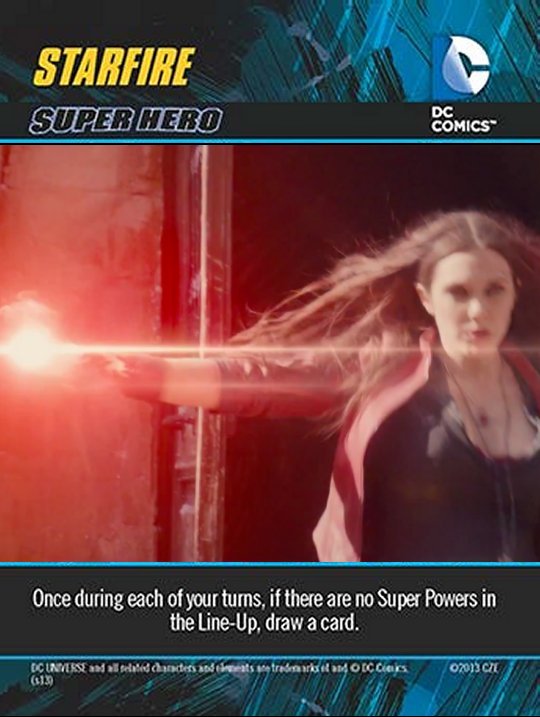 STARFIRE
SUPER HERO
DC
COMICS™
Once during each of your turns, if there are no Super Powers in
the Line-Up, draw a card.
DC UNIVERSE and all related characters and elements are trademarks of and © DC Comics. ©2013 CZE
(s13)